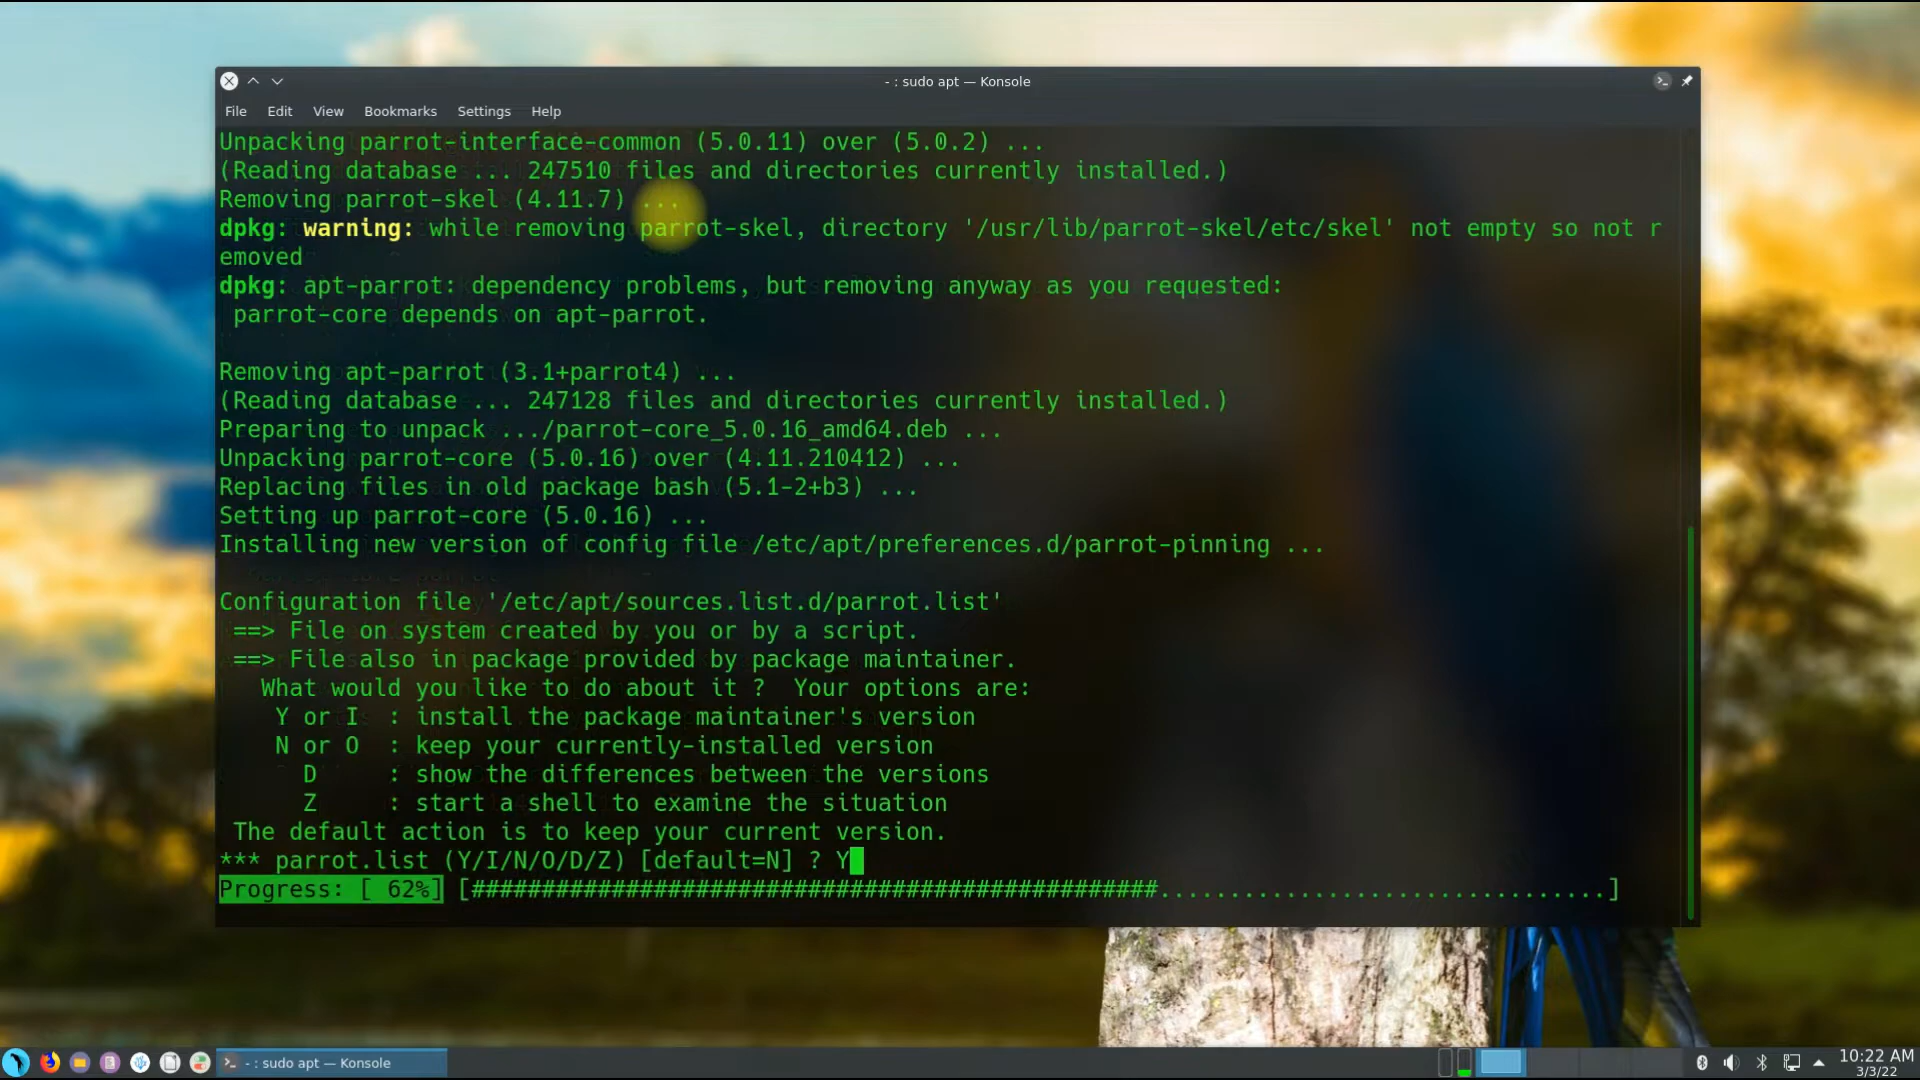 - : sudo apt — Konsole
File Edit View Bookmarks Settings Help
Unpacking parrot-interface-common (5.0.11) over (5.0.2) ...
(Reading database ... 247510 files and directories currently installed.)
Removing parrot-skel (4.11.7) ...
dpkg: warning: while removing parrot-skel, directory '/usr/lib/parrot-skel/etc/skel' not empty so not r
emoved
dpkg: apt-parrot: dependency problems, but removing anyway as you requested:
parrot-core depends on apt-parrot.
Removing apt-parrot (3.1+parrot4) ...
(Reading database ... 247128 files and directories currently installed.)
Preparing to unpack .../parrot-core_5.0.16_amd64.deb ...
Unpacking parrot-core (5.0.16) over (4.11.210412) ...
Replacing files in old package bash (5.1-2+b3) ...
Setting up parrot-core (5.0.16) ...
Installing new version of config file /etc/apt/preferences.d/parrot-pinning ...
Configuration file '/etc/apt/sources.list.d/parrot.list'
==> File on system created by you or by a script.
==> File also in package provided by package maintainer.
What would you like to do about it ?  Your options are:
Y or I  : install the package maintainer's version
N or O  : keep your currently-installed version
D     : show the differences between the versions
Z     : start a shell to examine the situation
The default action is to keep your current version.
*** parrot.list (Y/I/N/O/D/Z) [default=N] ? Y
Progress: [ 62%] [#################################################................................]
- : sudo apt — Konsole
10:22 AM
3/3/22